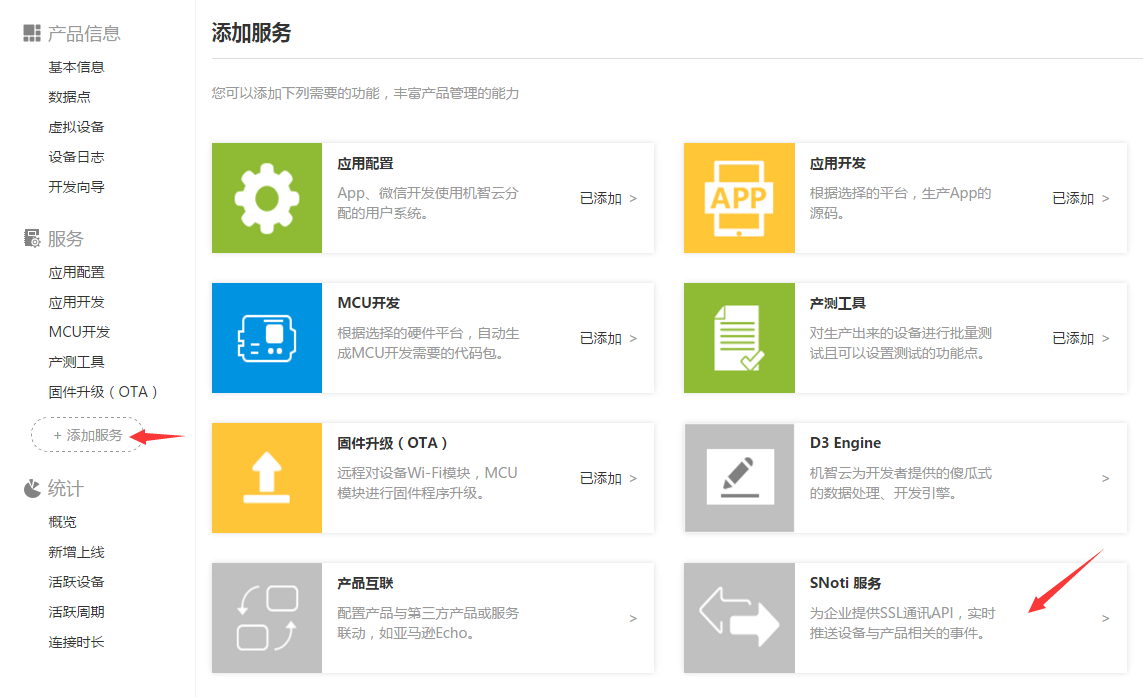 产品信息
基本信息
数据点
虚拟设备
设备日志
开发向导
服务
应用配置
应用开发
MCU开发
产测工具
固件升级（OTA）
+ 添加服务
统计
概览
新增上线
活跃设备
活跃周期
连接时长
添加服务
您可以添加下列需要的功能，丰富产品管理的能力
应用配置
App、微信开发使用机智云分
配的用户系统。
已添加 >
APP
应用开发
根据选择的平台，生产App的
源码。
已添加 >
MCU开发
根据选择的硬件平台，自动生
成MCU开发需要的代码包。
已添加 >
产测工具
对生产出来的设备进行批量测
试且可以设置测试的功能点。
已添加 >
固件升级（OTA）
远程对设备Wi-Fi模块，MCU
模块进行固件程序升级。
已添加 >
D3 Engine
机智云为开发者提供的傻瓜式
的数据处理、开发引擎。
>
产品互联
配置产品与第三方产品或服务
联动，如亚马逊Echo。
>
SNoti 服务
为企业提供SSL通讯API，实时
推送设备与产品相关的事件。
>